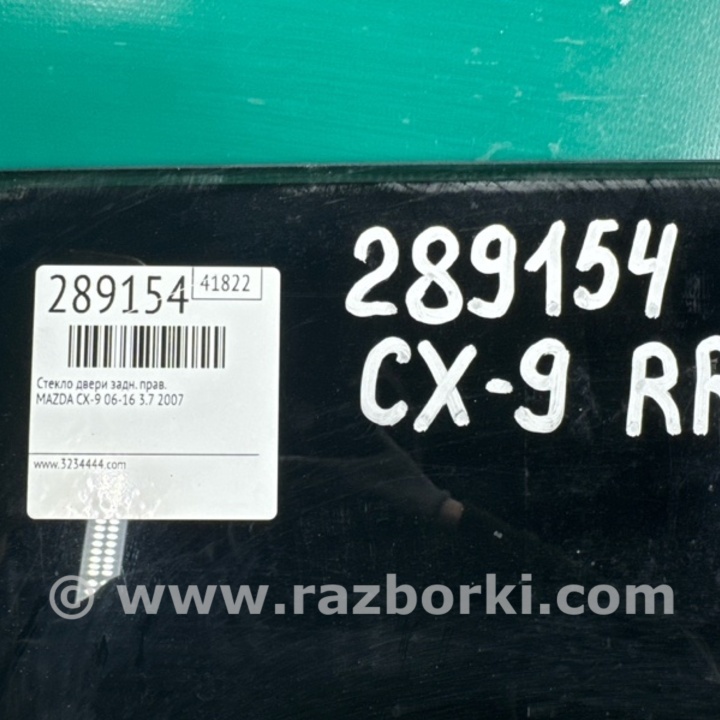 289154
41822
Стекло двери задн. прав.
MAZDA CX-9 06-16 3.7 2007
www.3234444.com
289154
CX-9 RR
© www.razborki.com